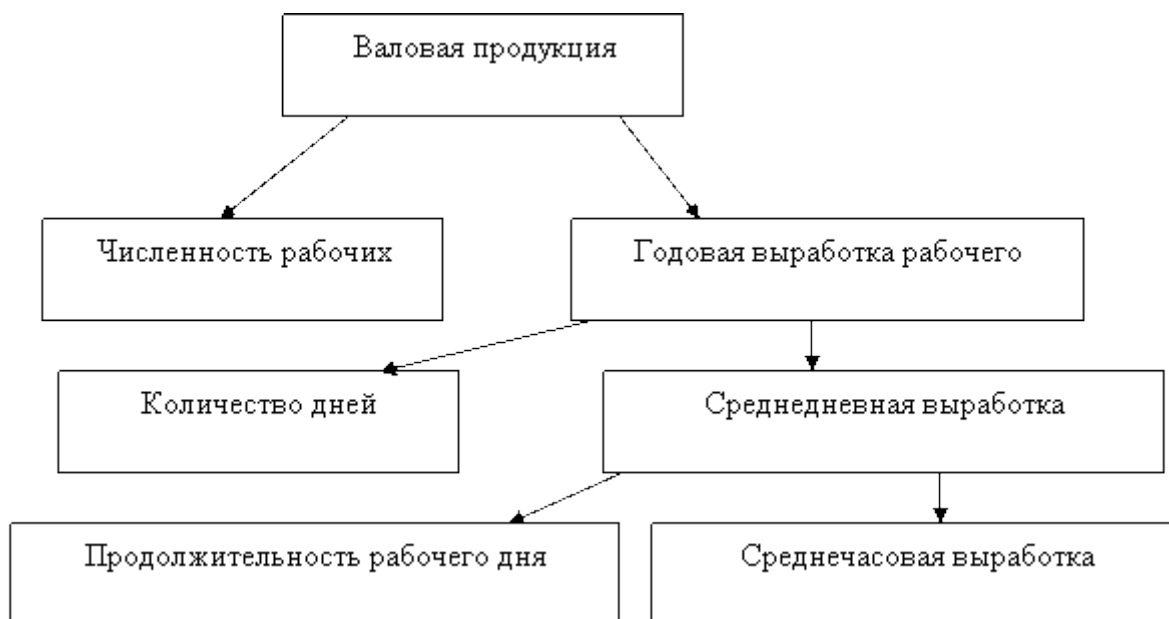 Валовая продукция
Численность рабочих
Годовая выработка рабочего
Количество дней
Среднедневная выработка
Продолжительность рабочего дня
Среднечасовая выработка